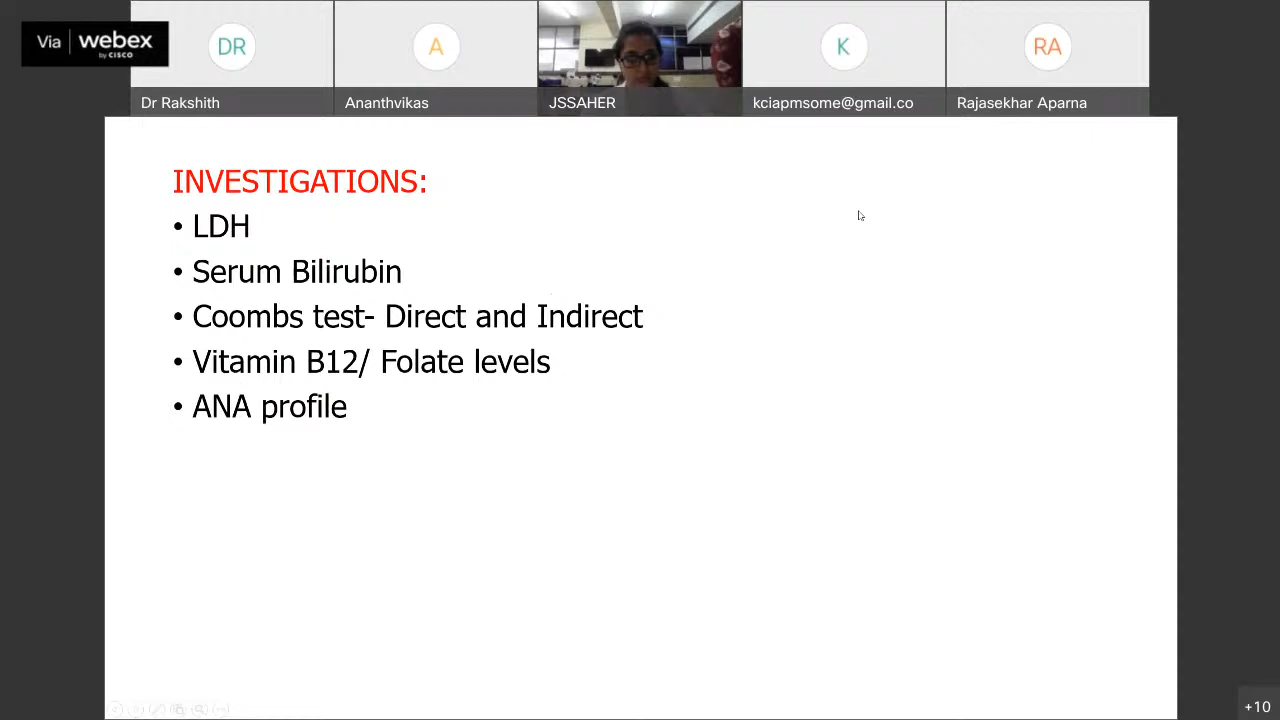 Via webex
by CISCO
DR
A
K
RA
Dr Rakshith
Ananthvikas
JSSAHER
kciapmsome@gmail.co
Rajasekhar Aparna
INVESTIGATIONS:
• LDH
• Serum Bilirubin
• Coombs test- Direct and Indirect
• Vitamin B12/ Folate levels
• ANA profile
+10